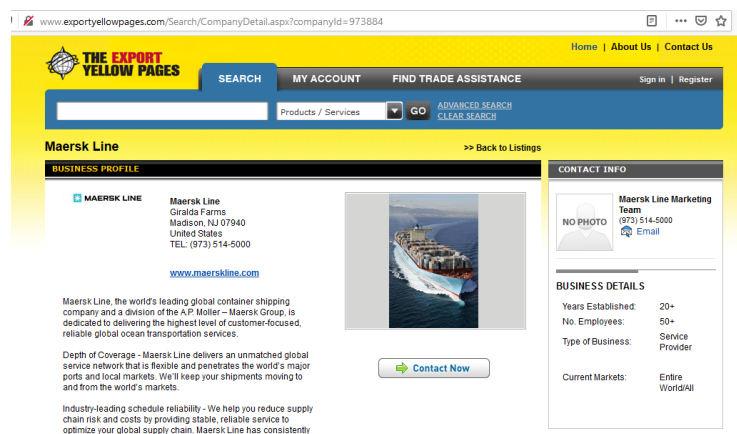 www.exportyellowpages.com/Search/CompanyDetail.aspx?companyId=973884
Home | About Us | Contact Us
THE EXPORT
YELLOW PAGES
SEARCH MY ACCOUNT FIND TRADE ASSISTANCE
Sign in | Register
Products / Services GO ADVANCED SEARCH
CLEAR SEARCH
Maersk Line
>> Back to Listings
BUSINESS PROFILE
MAERSK LINE
Maersk Line
Giralda Farms
Madison, NJ 07940
United States
TEL: (973) 514-5000
www.maerskline.com
Maersk Line, the world's leading global container shipping
company and a division of the A.P. Moller – Maersk Group, is
dedicated to delivering the highest level of customer-focused,
reliable global ocean transportation services.
Depth of Coverage - Maersk Line delivers an unmatched global
service network that is flexible and penetrates the world's major
ports and local markets. We'll keep your shipments moving to
and from the world's markets.
Industry-leading schedule reliability - We help you reduce supply
chain risk and costs by providing stable, reliable service to
optimize your global supply chain. Maersk Line has consistently
Contact Now
CONTACT INFO
NO PHOTO
Maersk Line Marketing
Team
(973) 514-5000
Email
BUSINESS DETAILS
Years Established: 20+
No. Employees: 50+
Type of Business: Service
Provider
Current Markets: Entire
World/All